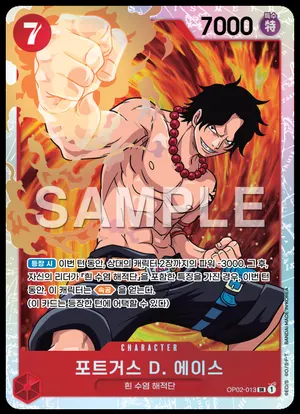 7
7000
특수
特
SAMPLE
등장 시 이번 턴 동안, 상대의 캐릭터 2장까지의 파워 -3000. 그 후,
자신의 리더가 「흰 수염 해적단」을 포함한 특징을 가진 경우, 이번 턴
동안, 이 캐릭터는 속공 을 얻는다.
(이 카드는 등장한 턴에 어택할 수 있다)
CHARACTER
포트거스 D. 에이스
흰 수염 해적단
OP02-013 SR 1